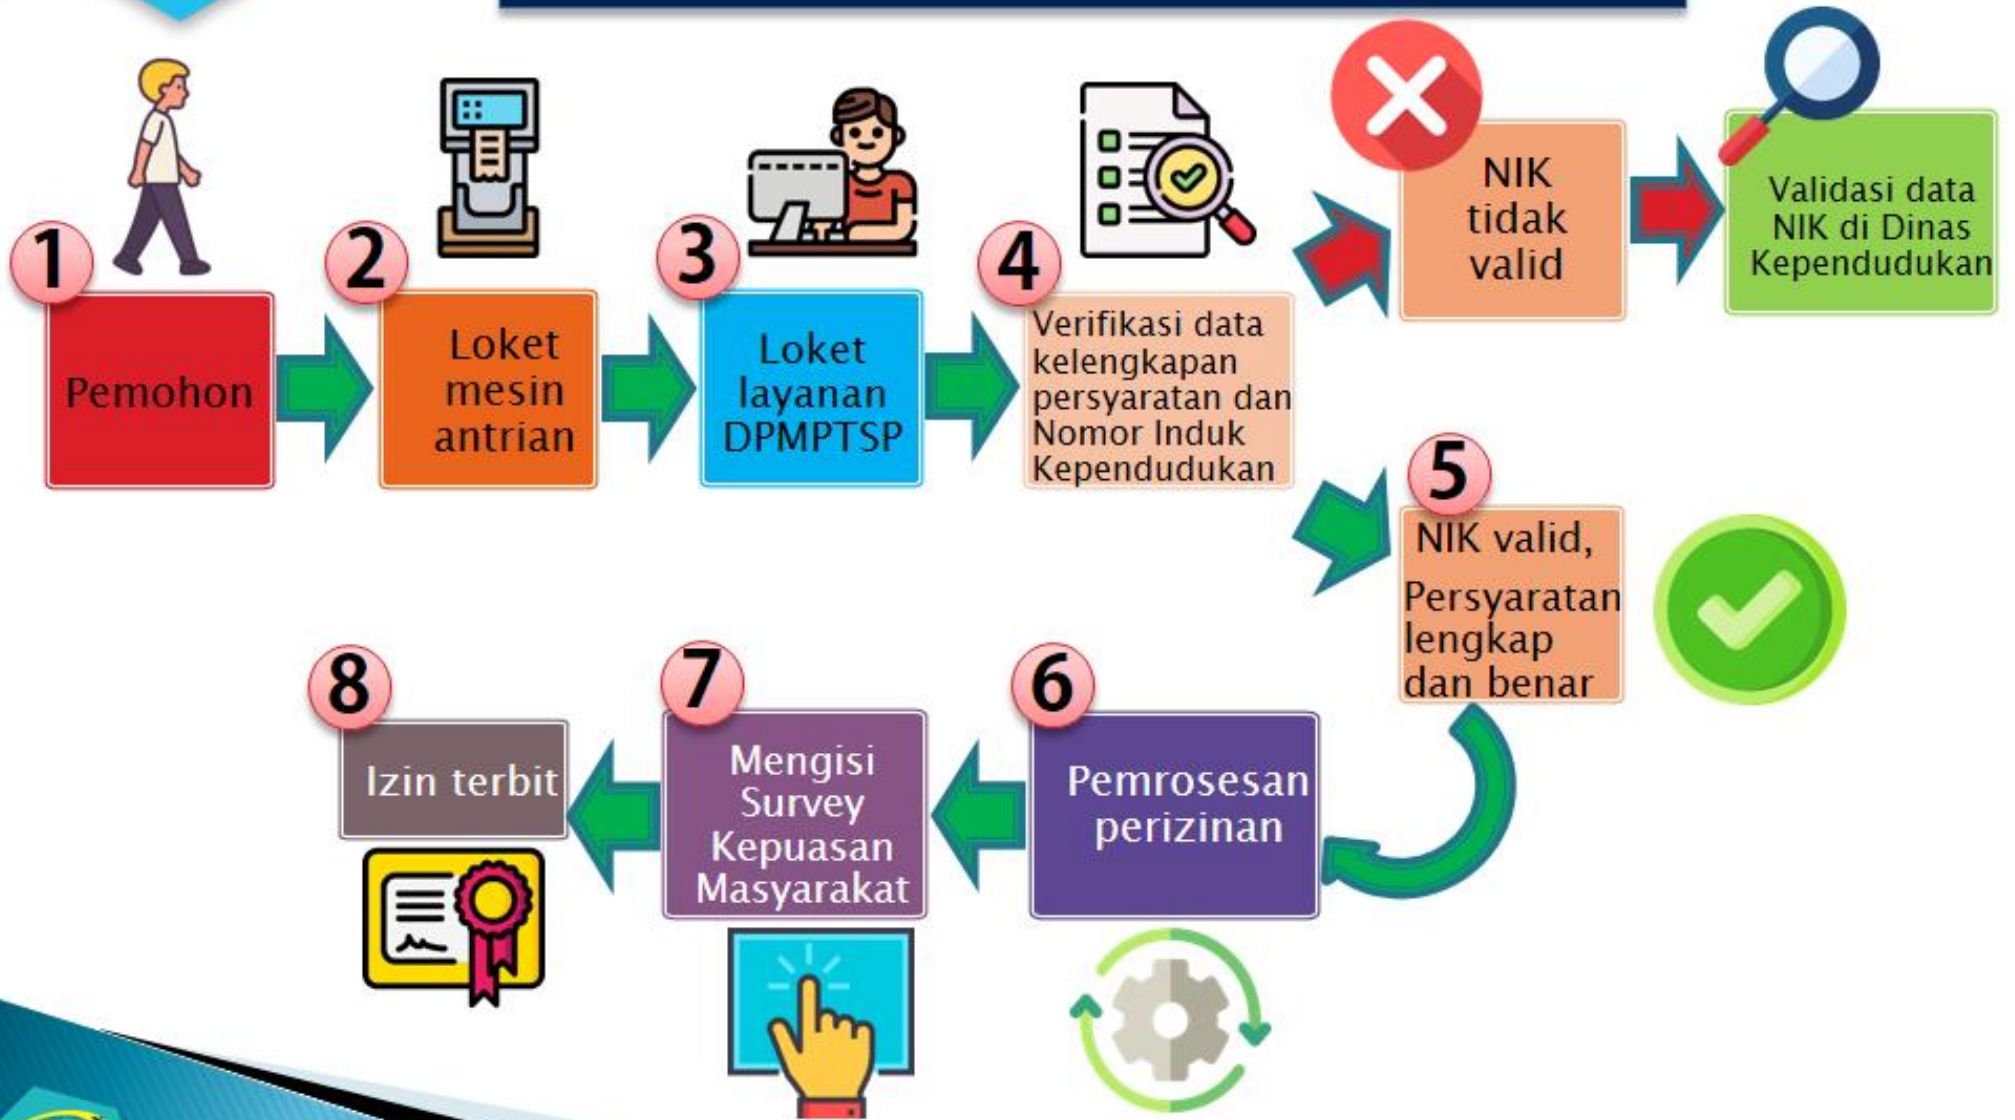 1
Pemohon
2
Loket
mesin
antrian
3
Loket
layanan
DPMPTSP
4
Verifikasi data
kelengkapan
persyaratan dan
Nomor Induk
Kependudukan
NIK
tidak
valid
Validasi data
NIK di Dinas
Kependudukan
5
NIK valid,
Persyaratan
lengkap
dan benar
6
Pemrosesan
perizinan
7
Mengisi
Survey
Kepuasan
Masyarakat
8
Izin terbit